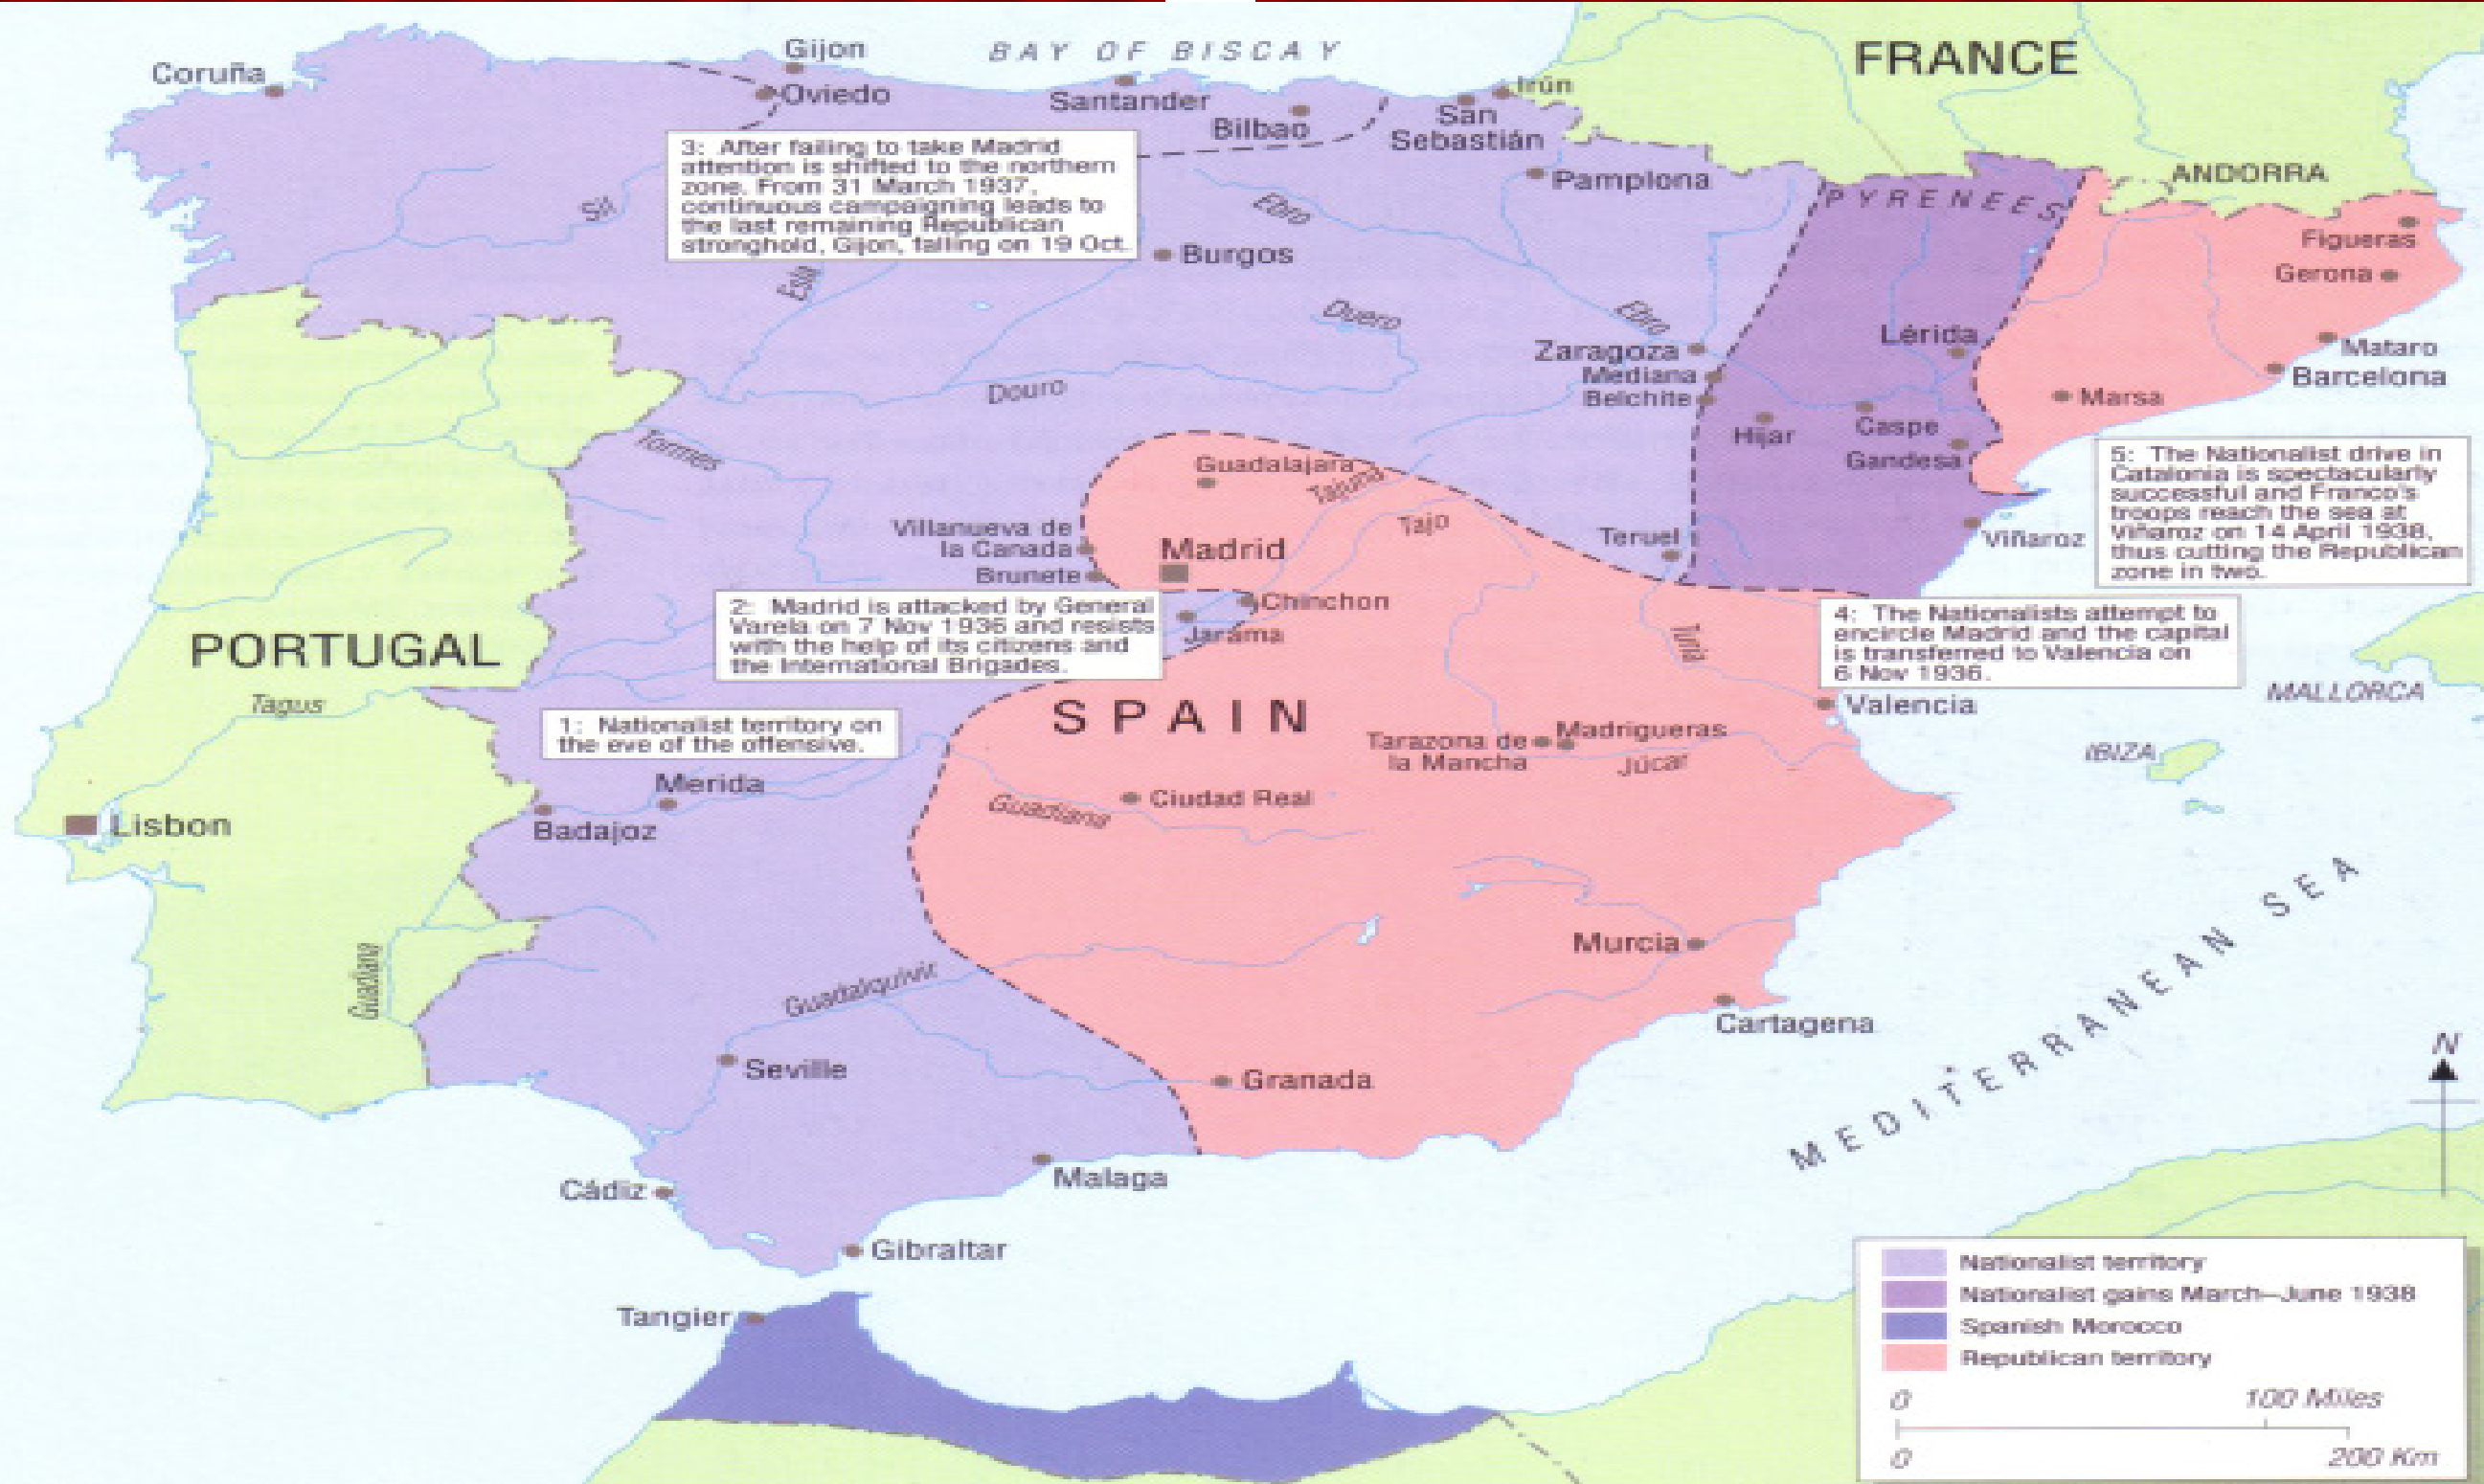 BAY OF BISCAY
FRANCE
Gijon
Coruña
Oviedo
Santander
Bilbao
Irún
San
Sebastián
Pamplona
PYRENEES
ANDORRA
3: After failing to take Madrid
attention is shifted to the northern
zone. From 31 March 1937,
continuous campaigning leads to
the last remaining Republican
stronghold, Gijon, falling on 19 Oct.
Sil
Esla
Ebro
Burgos
Duero
Ebro
Figueras
Gerona
Lérida
Mataro
Barcelona
Zaragoza
Mediana
Belchite
Marsa
Douro
Hijar
Caspe
Gandesa
Tormes
Guadalajara
Tajuna
Tajo
5: The Nationalist drive in
Catalonia is spectacularly
successful and Franco's
troops reach the sea at
Viñaroz on 14 April 1938,
thus cutting the Republican
zone in two.
Villanueva de
la Canada
Brunete
Madrid
Teruel
Viñaroz
2: Madrid is attacked by General
Varela on 7 Nov 1936 and resists
with the help of its citizens and
the International Brigades.
Chinchon
Jarama
Turia
4: The Nationalists attempt to
encircle Madrid and the capital
is transferred to Valencia on
6 Nov 1936.
PORTUGAL
Tagus
MALLORCA
Valencia
SPAIN
1: Nationalist territory on
the eve of the offensive.
Tarazona de
la Mancha
Madrigueras
Júcar
IBIZA
Merida
Badajoz
Guadiana
Ciudad Real
Lisbon
MEDITERRANEAN SEA
Guadiana
Guadalquivir
Murcia
Cartagena
Seville
Granada
N
Malaga
Cádiz
Gibraltar
Tangier
Nationalist territory
Nationalist gains March–June 1938
Spanish Morocco
Republican territory
0 100 Miles
0 200 Km